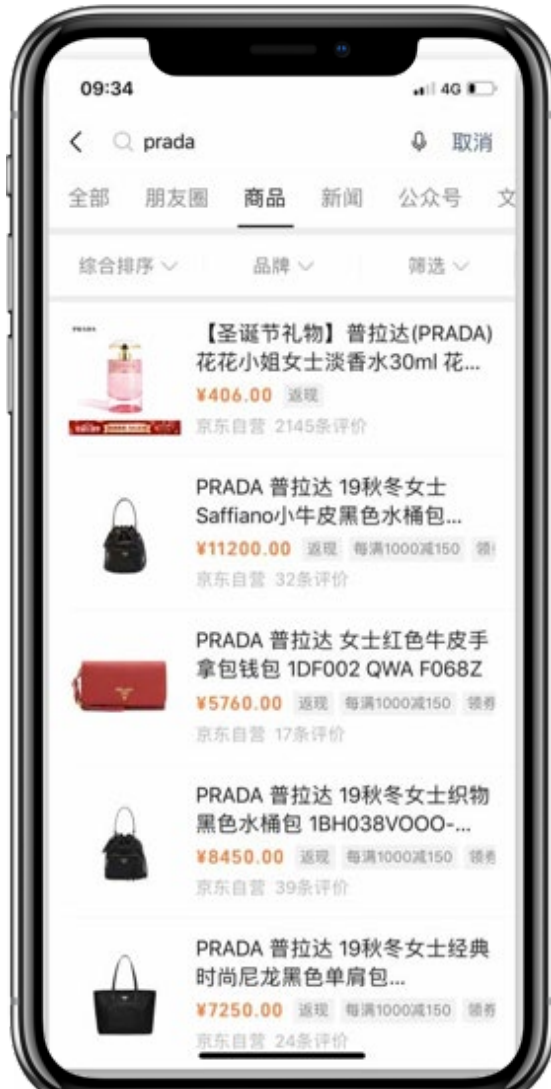 09:34
4G
prada
取消
全部 朋友圈 商品 新闻 公众号 文
综合排序 品牌 筛选
PRADA
【圣诞节礼物】普拉达(PRADA)
花花小姐女士淡香水30ml 花...
¥406.00 返现
京东自营 2145条评价
PRADA 普拉达 19秋冬女士
Saffiano小牛皮黑色水桶包...
¥11200.00 返现 每满1000减150 领
京东自营 32条评价
PRADA 普拉达 女士红色牛皮手
拿包钱包 1DF002 QWA F068Z
¥5760.00 返现 每满1000减150 领券
京东自营 17条评价
PRADA 普拉达 19秋冬女士织物
黑色水桶包 1BH038VOOO-...
¥8450.00 返现 每满1000减150 领券
京东自营 39条评价
PRADA 普拉达 19秋冬女士经典
时尚尼龙黑色单肩包...
¥7250.00 返现 每满1000减150 领券
京东自营 24条评价